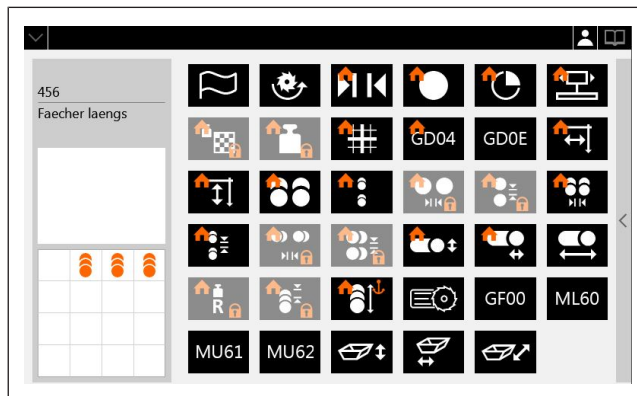 456
Faecher laengs
GD04
GD0E
R
GF00
ML60
MU61
MU62